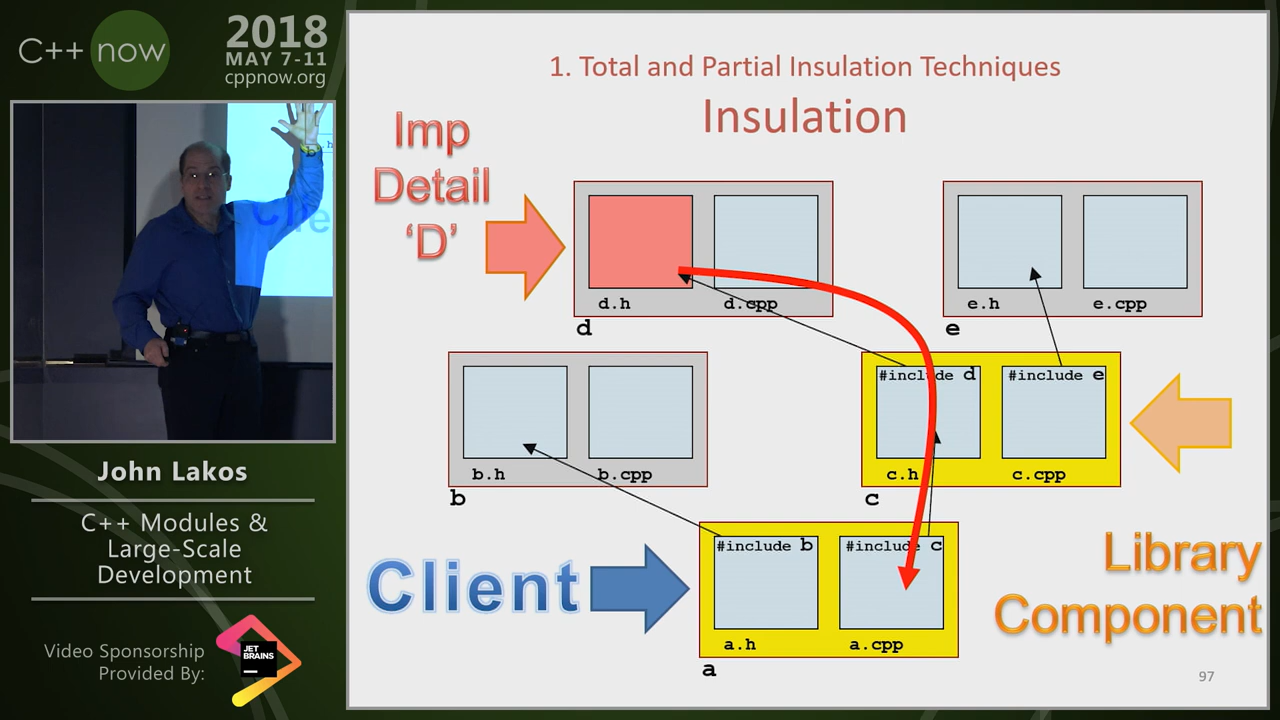 C++ now
2018
MAY 7-11
cppnow.org
John Lakos
C++ Modules &
Large-Scale
Development
Video Sponsorship
Provided By:
JET
BRAINS
1. Total and Partial Insulation Techniques
Insulation
Imp
Detail
‘D’
d.h
d.cpp
d
e.h
e.cpp
e
b.h
b.cpp
b
#include d
#include e
c.h
c.cpp
c
Client
#include b
#include c
a.h
a.cpp
a
Library
Component
97